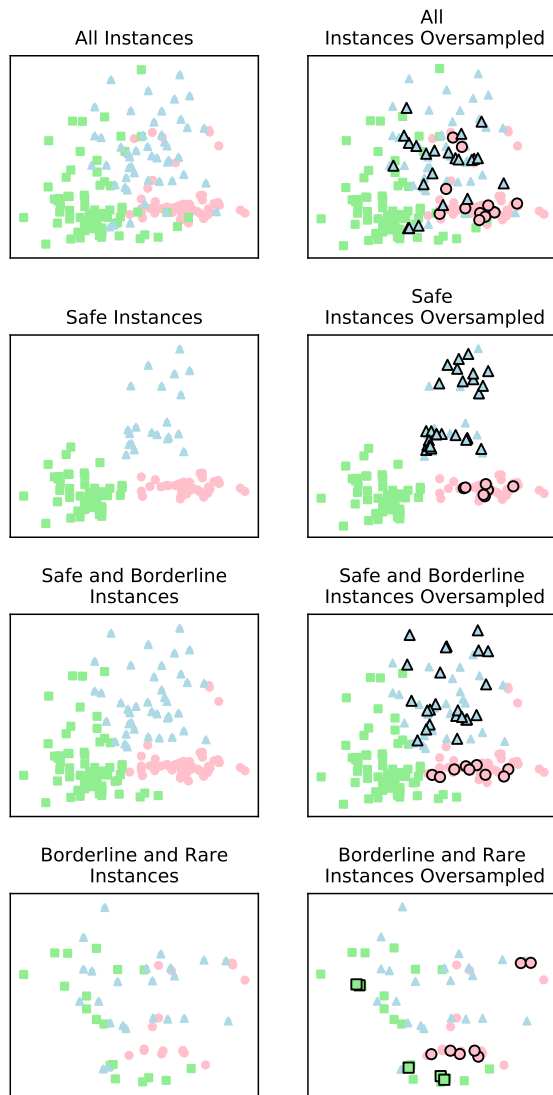 All Instances
All
Instances Oversampled
Safe Instances
Safe
Instances Oversampled
Safe and Borderline
Instances
Safe and Borderline
Instances Oversampled
Borderline and Rare
Instances
Borderline and Rare
Instances Oversampled